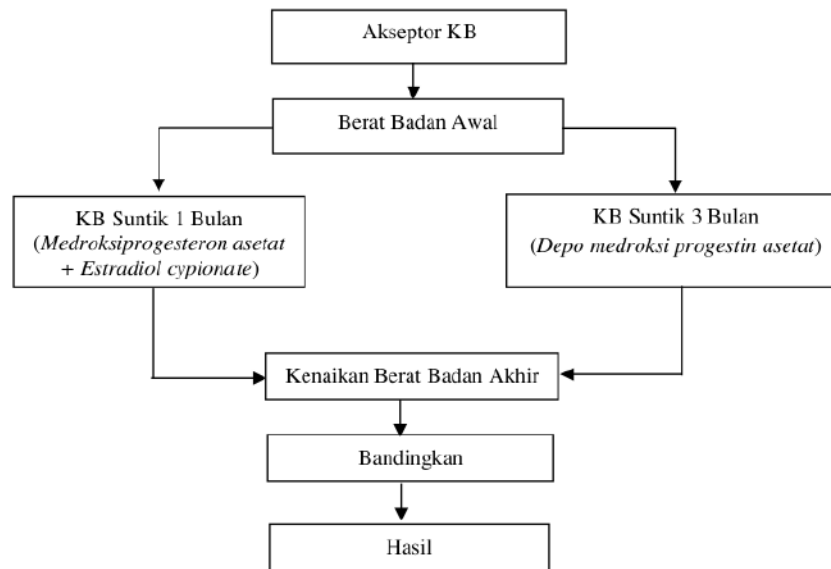 Akseptor KB
Berat Badan Awal
KB Suntik 1 Bulan
(Medroksiprogesteron asetat
+ Estradiol cypionate)
KB Suntik 3 Bulan
(Depo medroksi progestin asetat)
Kenaikan Berat Badan Akhir
Bandingkan
Hasil